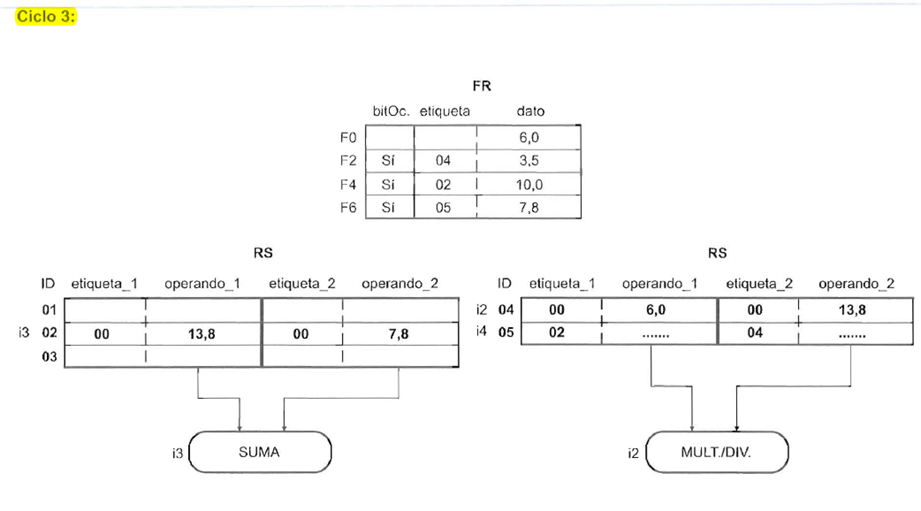 Ciclo 3:
FR
bitOc. etiqueta dato
F0 6,0
F2 Sí 04 3,5
F4 Sí 02 10,0
F6 Sí 05 7,8
RS
ID etiqueta_1 operando_1 etiqueta_2 operando_2
01
i3 02 00 13,8 00 7,8
03
i3 SUMA
RS
ID etiqueta_1 operando_1 etiqueta_2 operando_2
i2 04 00 6,0 00 13,8
i4 05 02 ....... 04 .......
i2 MULT./DIV.